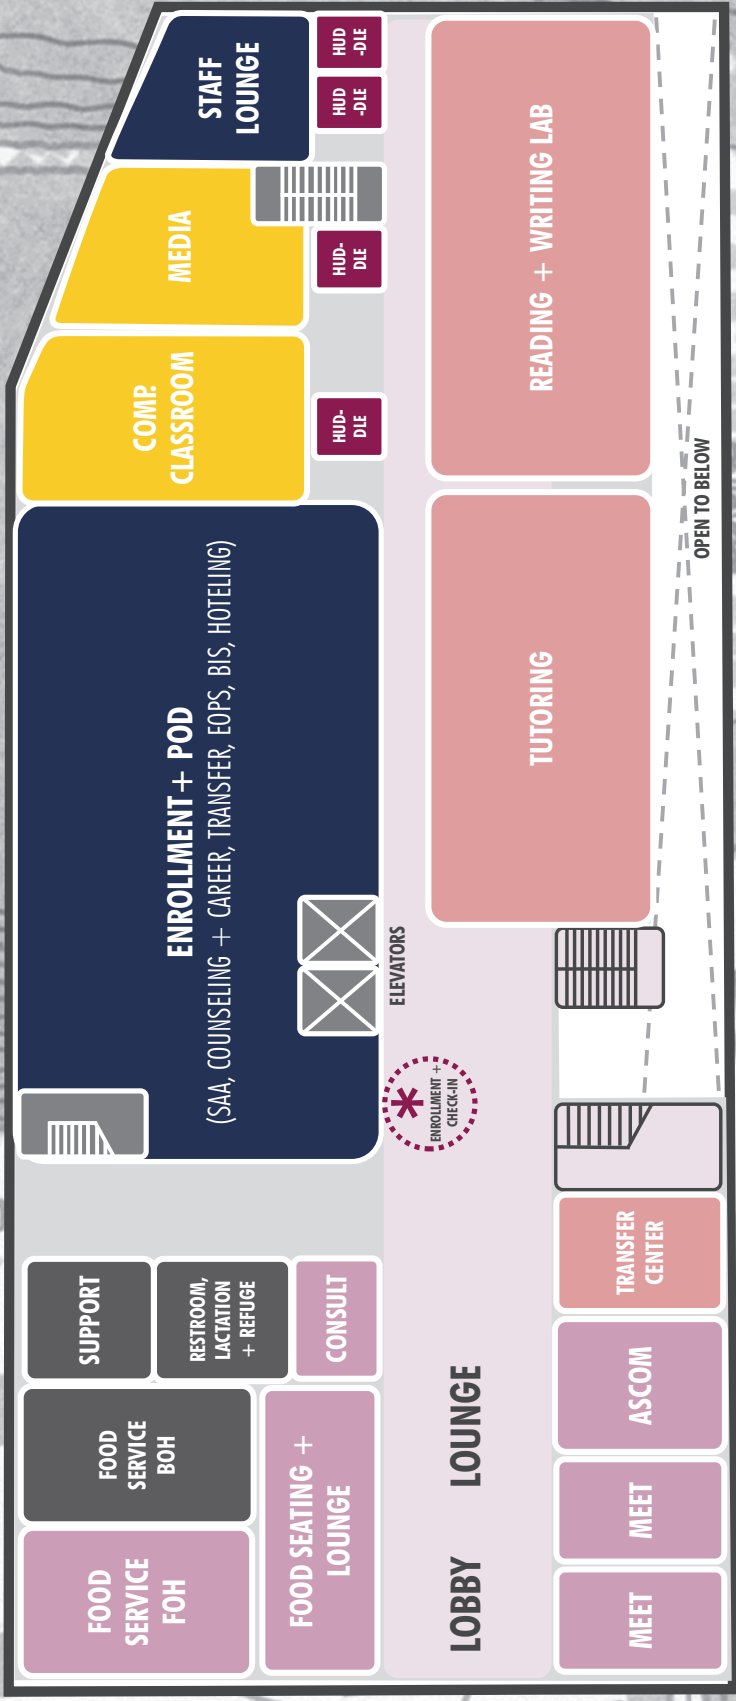 FOOD
SERVICE
FOH
FOOD
SERVICE
BOH
SUPPORT
RESTROOM,
LACTATION
+ REFUGE
CONSULT
FOOD SEATING +
LOUNGE
ENROLLMENT+ POD
(SAA, COUNSELING + CAREER, TRANSFER, EOPS, BIS, HOTELING)
COMP.
CLASSROOM
MEDIA
STAFF
LOUNGE
HUD-
DLE
HUD-
DLE
HUD
-DLE
HUD
-DLE
ELEVATORS
ENROLLMENT +
CHECK-IN
LOBBY
LOUNGE
MEET
MEET
ASCOM
TRANSFER
CENTER
TUTORING
READING + WRITING LAB
OPEN TO BELOW